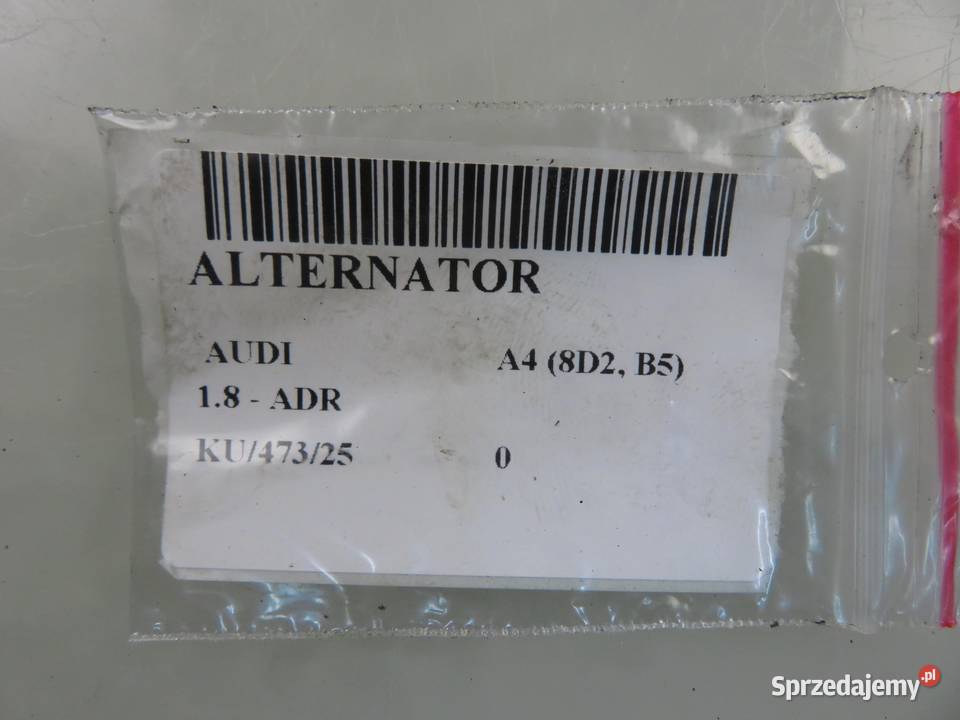 ALTERNATOR
AUDI A4 (8D2, B5)
1.8 - ADR
KU/473/25 0
Sprzedajemy.pl